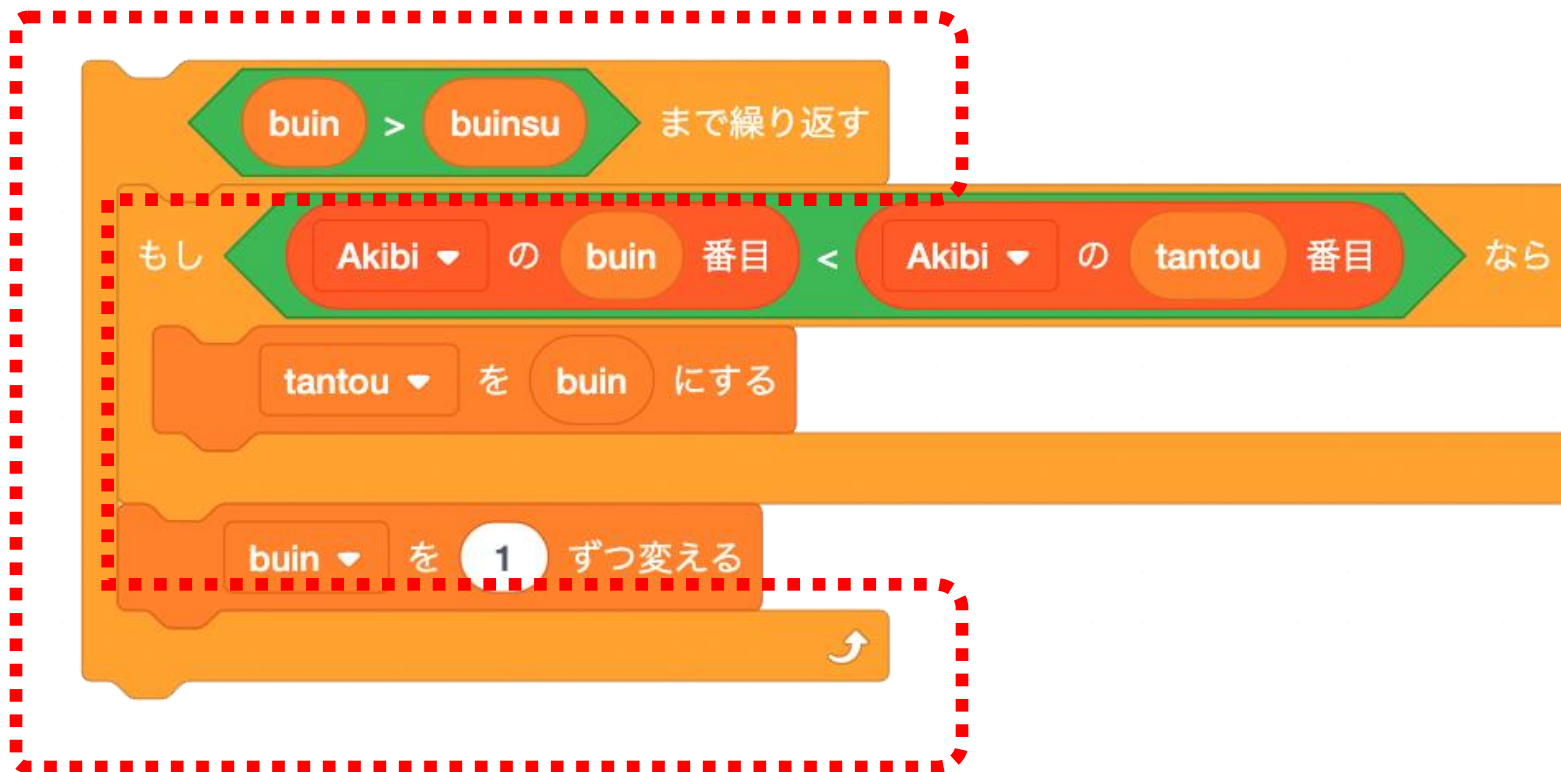 buin > buinsu まで繰り返す
もし Akibi の buin 番目 < Akibi の tantou 番目 なら
tantou を buin にする
buin を 1 ずつ変える